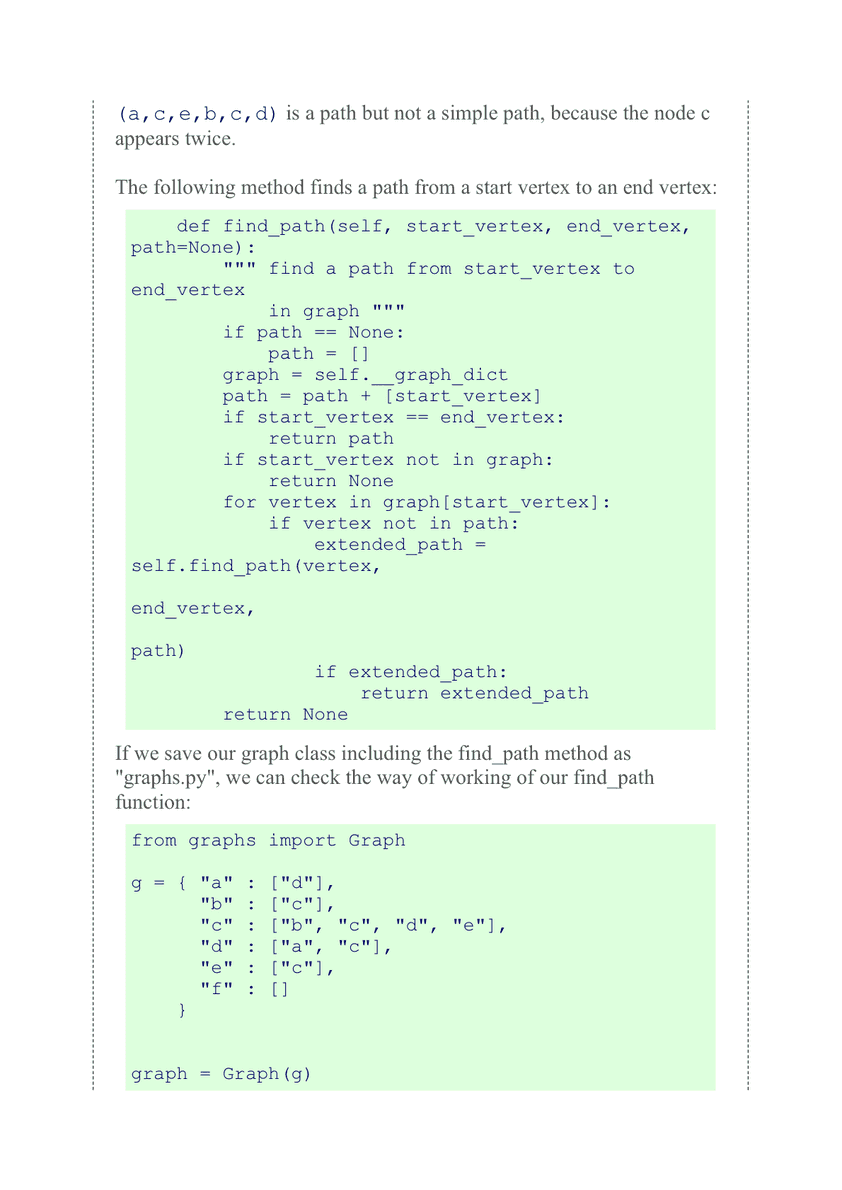 (a,c,e,b,c,d) is a path but not a simple path, because the node c
appears twice.
The following method finds a path from a start vertex to an end vertex:
    def find_path(self, start_vertex, end_vertex,
path=None):
        """ find a path from start_vertex to
end_vertex
            in graph """
        if path == None:
            path = []
        graph = self.__graph_dict
        path = path + [start_vertex]
        if start_vertex == end_vertex:
            return path
        if start_vertex not in graph:
            return None
        for vertex in graph[start_vertex]:
            if vertex not in path:
                extended_path =
self.find_path(vertex,
end_vertex,
path)
                if extended_path:
                    return extended_path
        return None
If we save our graph class including the find_path method as
"graphs.py", we can check the way of working of our find_path
function:
from graphs import Graph
g = { "a" : ["d"],
      "b" : ["c"],
      "c" : ["b", "c", "d", "e"],
      "d" : ["a", "c"],
      "e" : ["c"],
      "f" : []
    }
graph = Graph(g)